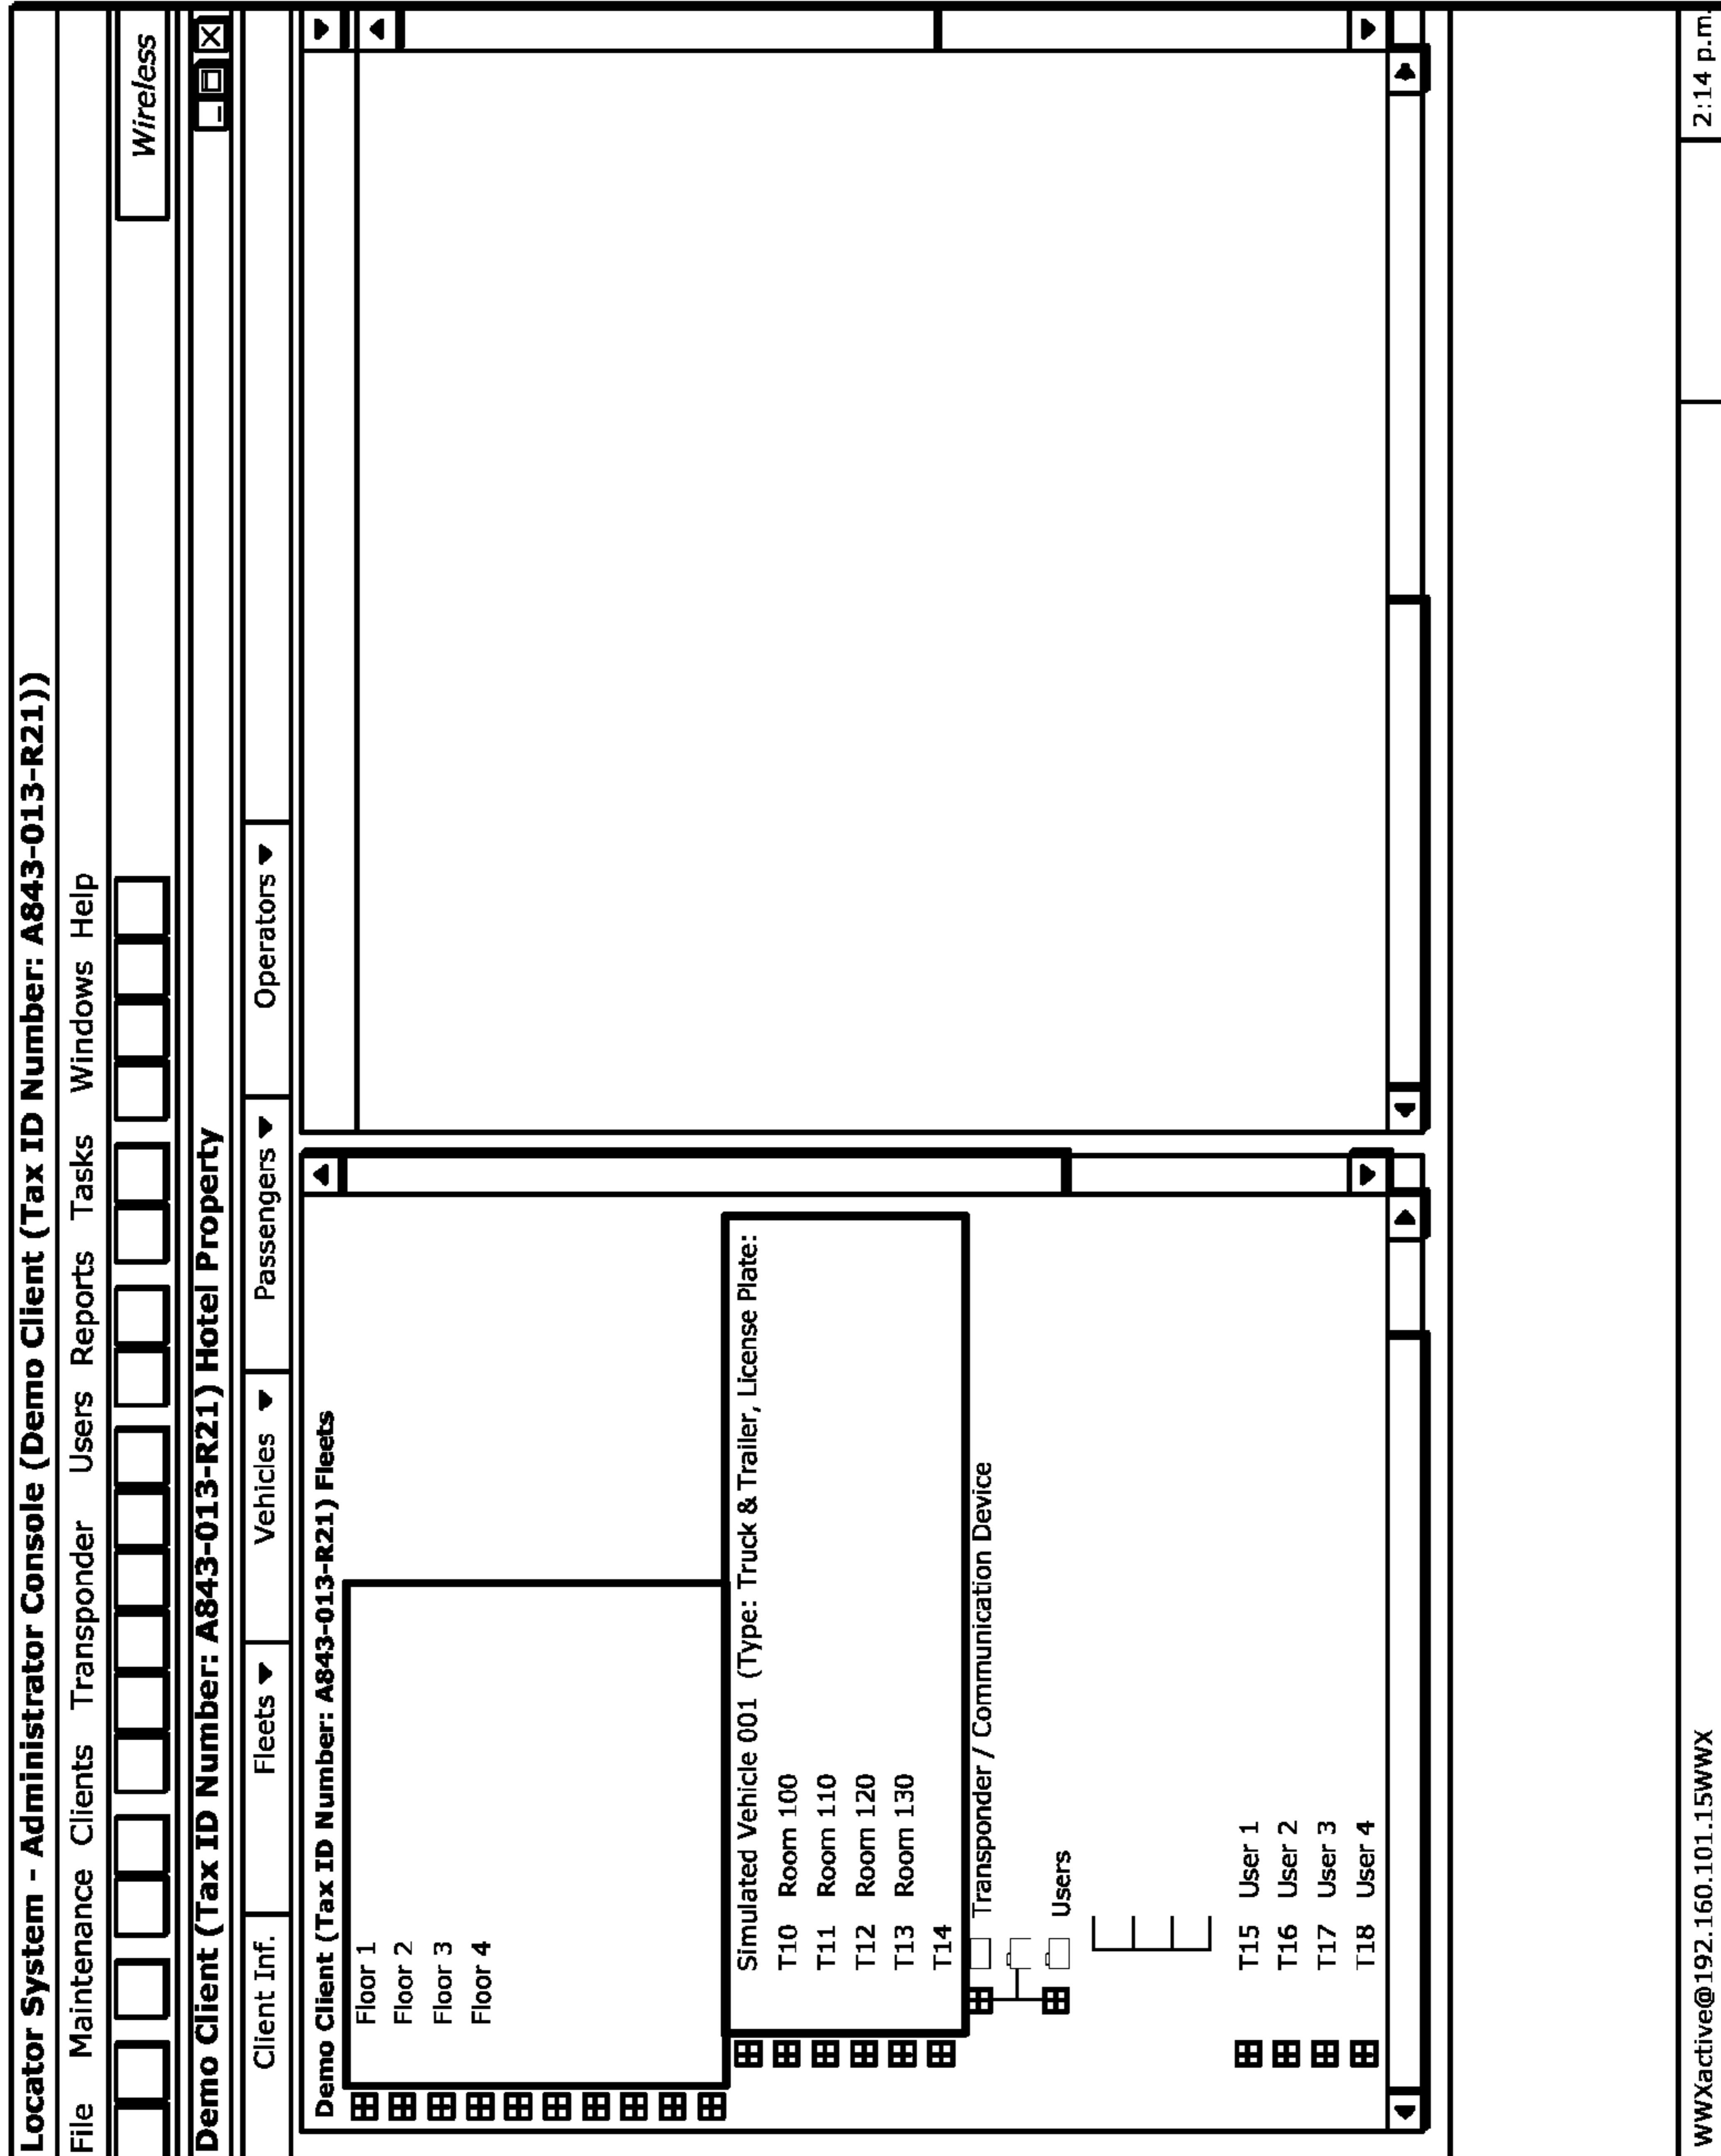 Locator System - Administrator Console (Demo Client (Tax ID Number: A843-013-R21))
File Maintenance Clients Transponder Users Reports Tasks Windows Help
Wireless
Demo Client (Tax ID Number: A843-013-R21) Hotel Property
Client Inf. Fleets Vehicles Passengers Operators
Demo Client (Tax ID Number: A843-013-R21) Fleets
Floor 1
Floor 2
Floor 3
Floor 4
Simulated Vehicle 001 (Type: Truck & Trailer, License Plate:
T10 Room 100
T11 Room 110
T12 Room 120
T13 Room 130
T14
Transponder / Communication Device
Users
T15 User 1
T16 User 2
T17 User 3
T18 User 4
WWXactive@192.160.101.15WWX
2:14 p.m.